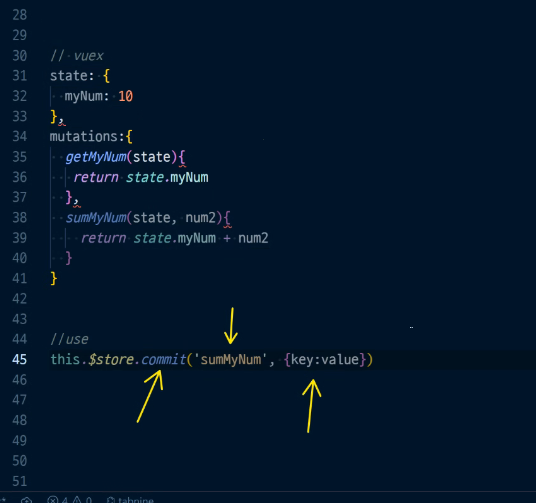 28
29
30 // vuex
31 state: {
32 myNum: 10
33 },
34 mutations:{
35 getMyNum(state){
36 return state.myNum
37 },
38 sumMyNum(state, num2){
39 return state.myNum + num2
40 }
41 }
42
43
44 //use
45 this.$store.commit('sumMyNum', {key:value})
46
47
48
49
50
51
4 0 tabnine